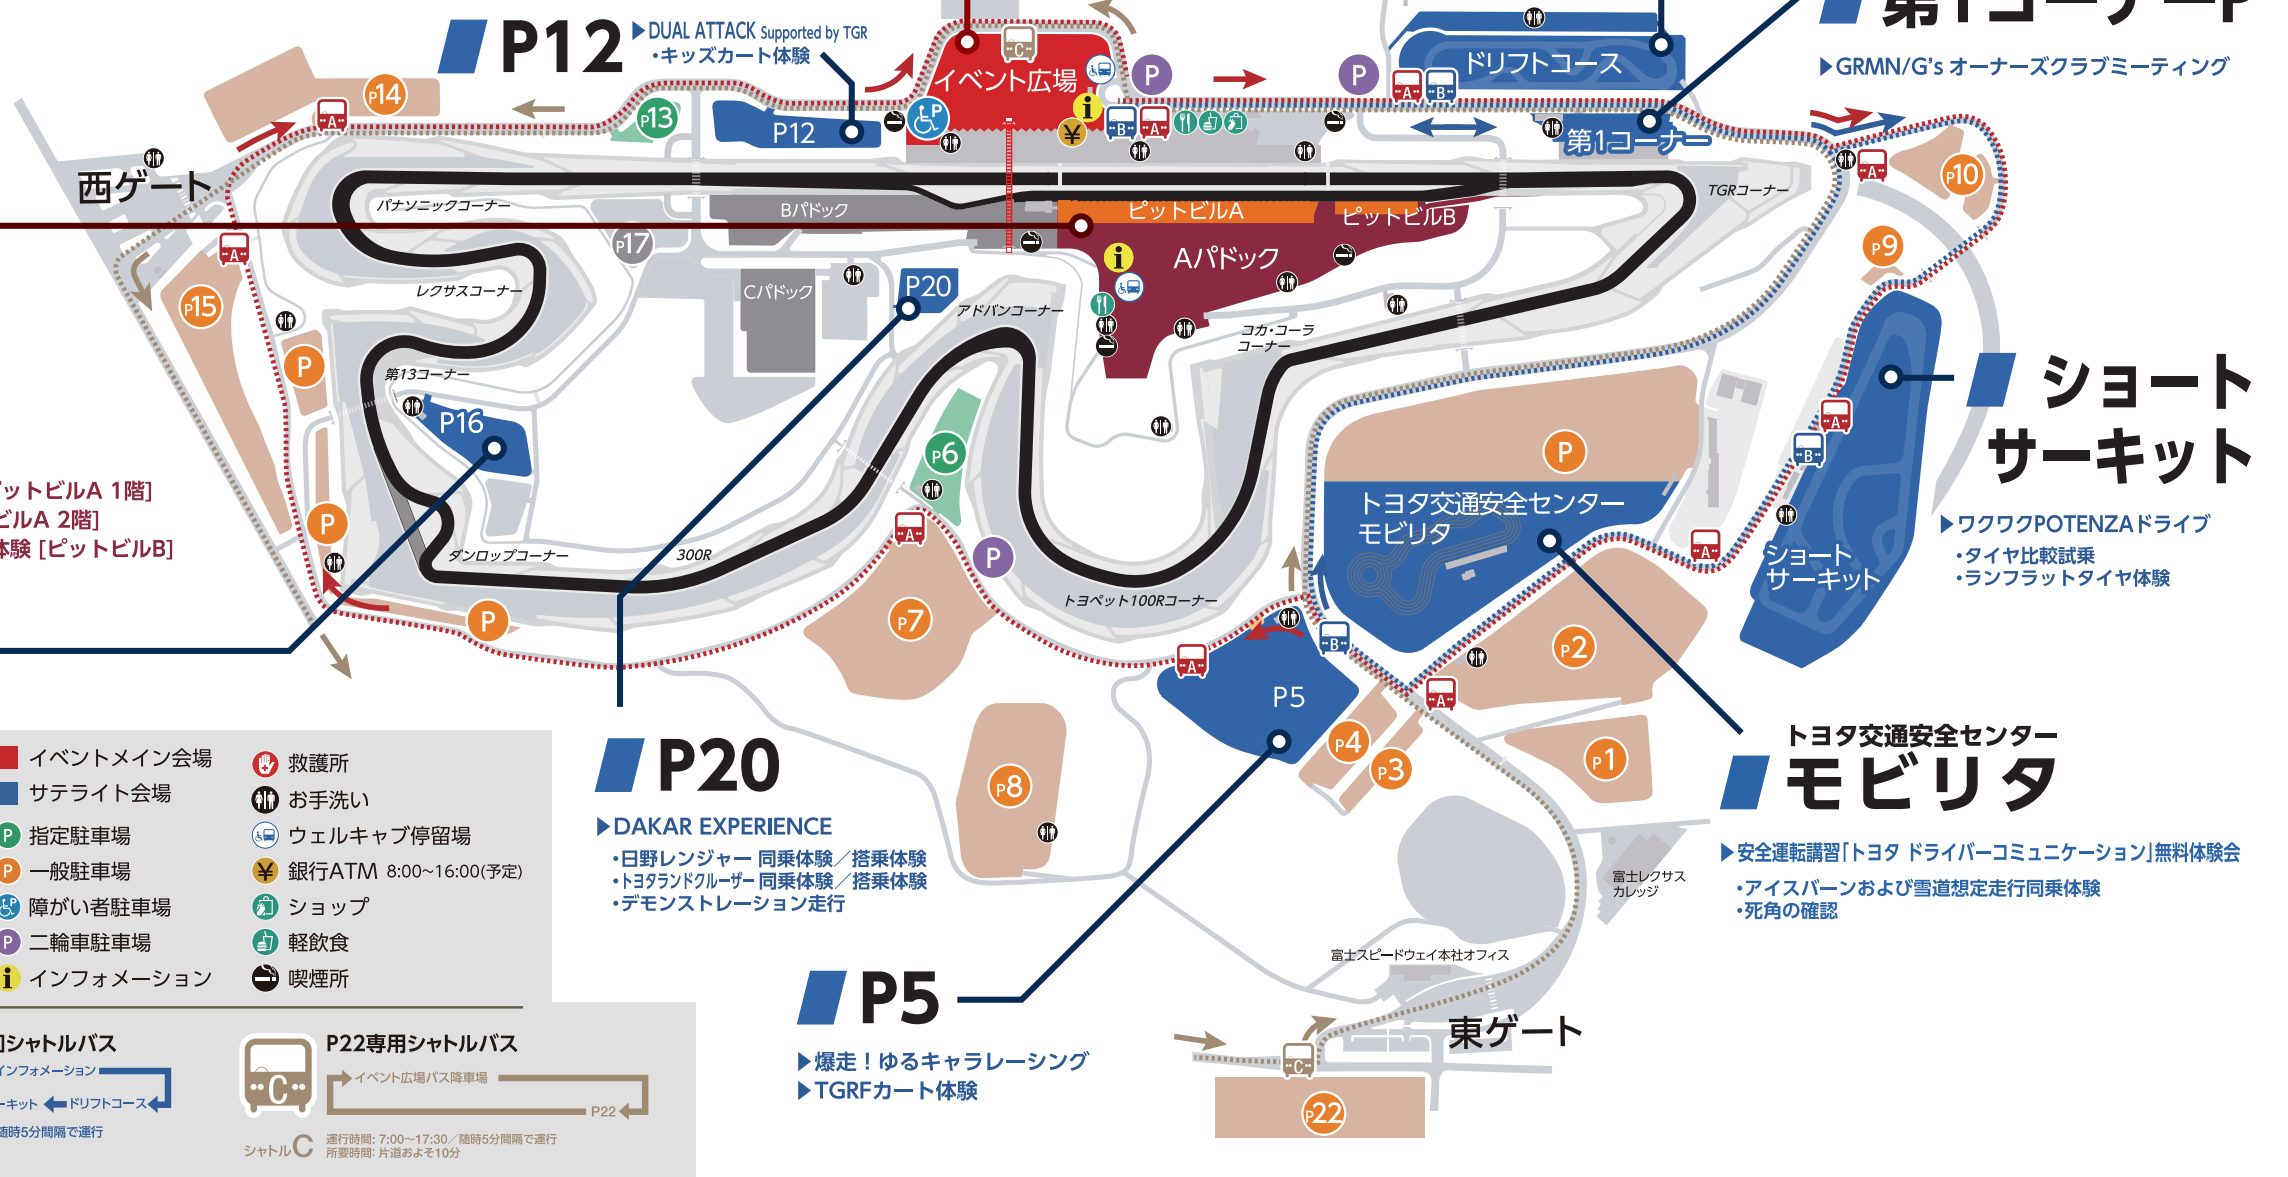 P12
▶DUAL ATTACK Supported by TGR
・キッズカート体験
▶GRMN/G's オーナーズクラブミーティング
イベント広場
ドリフトコース
第1コーナー
P12
P13
P14
P
P
C
A
B
A
B
A
A
A
P10
P9
西ゲート
パナソニックコーナー
Bパドック
ピットビルA
ピットビルB
TGRコーナー
P17
Aパドック
P15
レクサスコーナー
Cパドック
P20
アドバンコーナー
コカ・コーラ
コーナー
P
第13コーナー
P16
P6
P
ショート
サーキット
▶ワクワクPOTENZAドライブ
・タイヤ比較試乗
・ランフラットタイヤ体験
A
B
A
トヨタ交通安全センター
モビリタ
ショート
サーキット
ットビルA 1階]
ビルA 2階]
体験 [ピットビルB]
P
ダンロップコーナー
300R
A
P
トヨペット100Rコーナー
P
P7
A
B
P2
A
P5
P4
P3
P1
P8
トヨタ交通安全センター
モビリタ
▶安全運転講習「トヨタ ドライバーコミュニケーション」無料体験会
・アイスバーンおよび雪道想定走行同乗体験
・死角の確認
P20
▶DAKAR EXPERIENCE
・日野レンジャー 同乗体験／搭乗体験
・トヨタランドクルーザー 同乗体験／搭乗体験
・デモンストレーション走行
富士レクサス
カレッジ
富士スピードウェイ本社オフィス
P5
▶爆走！ゆるキャラレーシング
▶TGRFカート体験
東ゲート
C
P22
イベントメイン会場
サテライト会場
P 指定駐車場
P 一般駐車場
P 障がい者駐車場
P 二輪車駐車場
i インフォメーション
救護所
お手洗い
ウェルキャブ停留場
¥ 銀行ATM 8:00~16:00(予定)
ショップ
軽飲食
喫煙所
シャトルバス
インフォメーション
ーキット
ドリフトコース
随時5分間隔で運行
C
P22専用シャトルバス
イベント広場バス降車場
P22
シャトルC
運行時間: 7:00〜17:30／随時5分間隔で運行
所要時間: 片道およそ10分